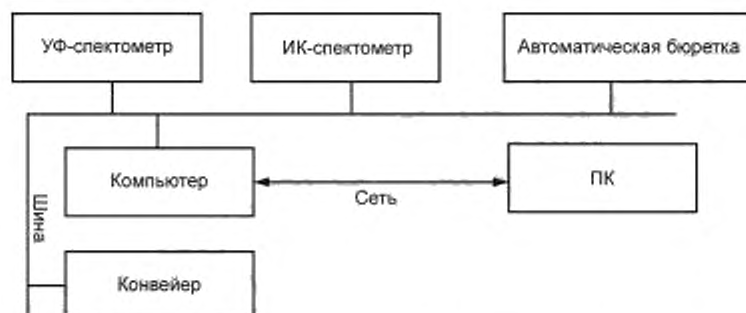 УФ-спектометр
ИК-спектометр
Автоматическая бюретка
Компьютер
Сеть
ПК
Шина
Конвейер